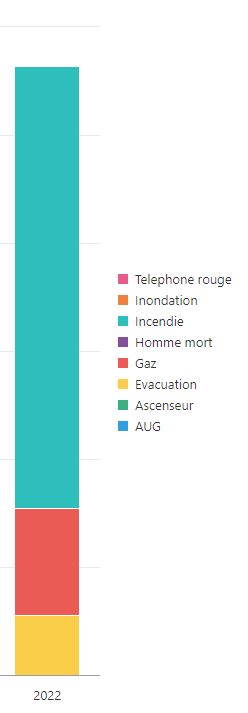 Telephone rouge
Inondation
Incendie
Homme mort
Gaz
Evacuation
Ascenseur
AUG
2022